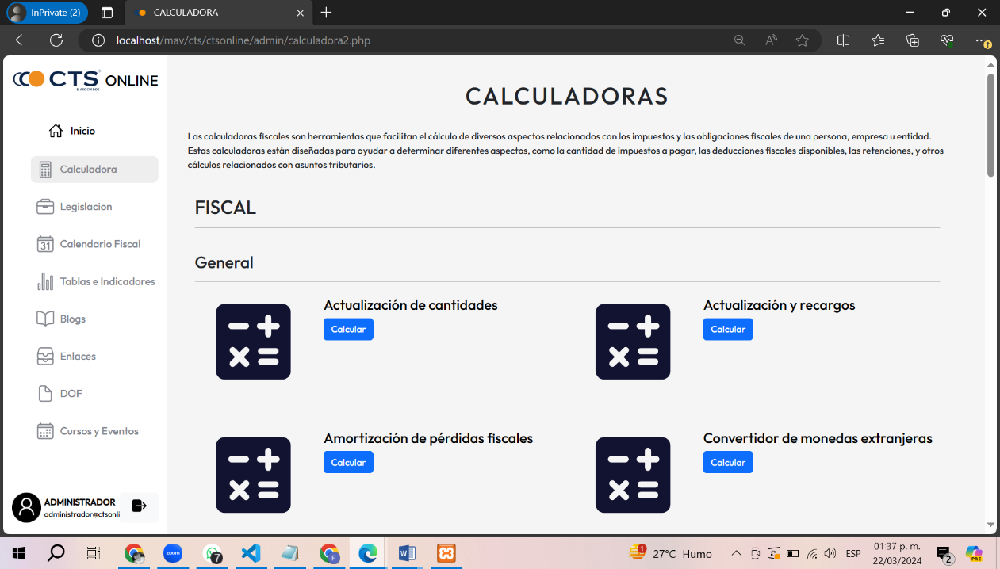 InPrivate (2)
CALCULADORA
localhost/mav/cts/ctsonline/admin/calculadora2.php
CTS ONLINE
& ASOCIADOS
Inicio
Calculadora
Legislacion
31 Calendario Fiscal
Tablas e Indicadores
Blogs
Enlaces
DOF
Cursos y Eventos
ADMINISTRADOR
administrador@ctsonli
CALCULADORAS
Las calculadoras fiscales son herramientas que facilitan el cálculo de diversos aspectos relacionados con los impuestos y las obligaciones fiscales de una persona, empresa u entidad.
Estas calculadoras están diseñadas para ayudar a determinar diferentes aspectos, como la cantidad de impuestos a pagar, las deducciones fiscales disponibles, las retenciones, y otros
cálculos relacionados con asuntos tributarios.
FISCAL
General
Actualización de cantidades
Calcular
Actualización y recargos
Calcular
Amortización de pérdidas fiscales
Calcular
Convertidor de monedas extranjeras
Calcular
zoom
7
F
W
1
27°C Humo
ESP
01:37 p. m.
22/03/2024
2
PRE